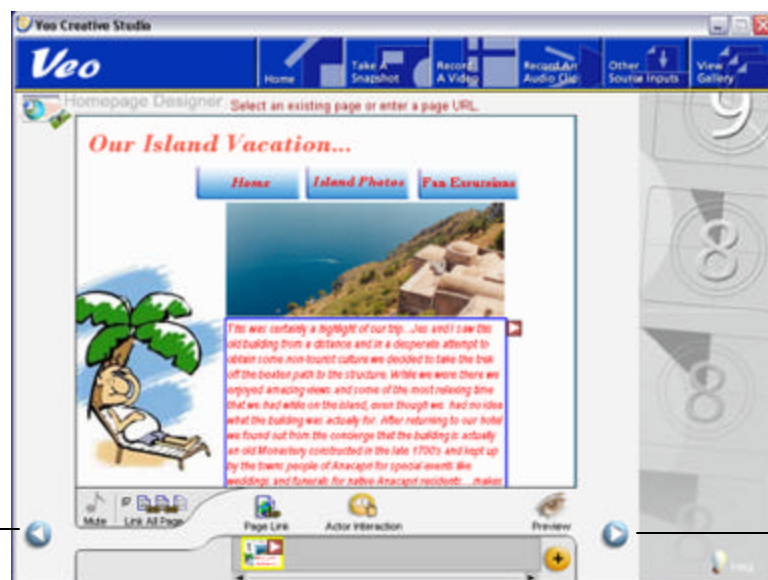 Veo Creative Studio
Veo
Home
Take A
Snapshot
Record
A Video
Record An
Audio Clip
Other
Source Inputs
View
Gallery
Homepage Designer
Select an existing page or enter a page URL.
Our Island Vacation...
Home
Island Photos
Fun Excursions
This was certainly a highlight of our trip...Jas and I saw this
old building from a distance and in a desperate attempt to
obtain some non-tourist culture we decided to take the trek
off the beaten path to the structure. While we were there we
enjoyed amazing views and some of the most relaxing time
that we had while on the island, even though we had no idea
what the building was actually for. After returning to our hotel
we found out from the concierge that the building is actually
an old Monastery constructed in the late 1700's and kept up
by the towns people of Anacapri for special events like
weddings and funerals for native Anacapri residents....makes
Mute
Link All Page
Page Link
Actor Interaction
Preview
Help
9
8
8